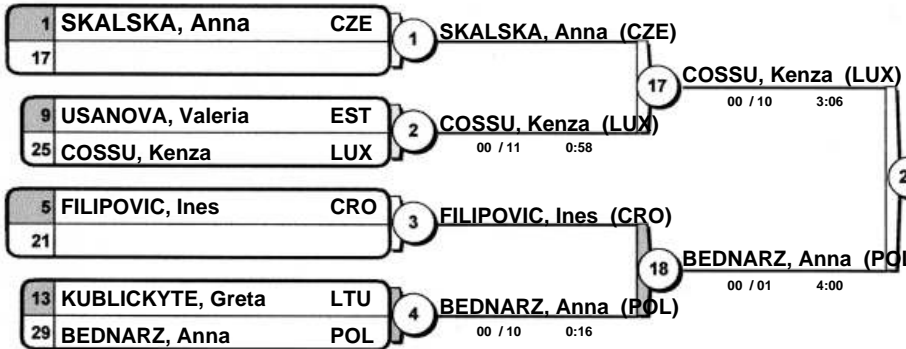 1 SKALSKA, Anna CZE
17
1
SKALSKA, Anna (CZE)
9 USANOVA, Valeria EST
25 COSSU, Kenza LUX
2
COSSU, Kenza (LUX)
00 / 11 0:58
17
COSSU, Kenza (LUX)
00 / 10 3:06
5 FILIPOVIC, Ines CRO
21
3
FILIPOVIC, Ines (CRO)
13 KUBLICKYTE, Greta LTU
29 BEDNARZ, Anna POL
4
BEDNARZ, Anna (POL)
00 / 10 0:16
18
BEDNARZ, Anna (POL
00 / 01 4:00
2